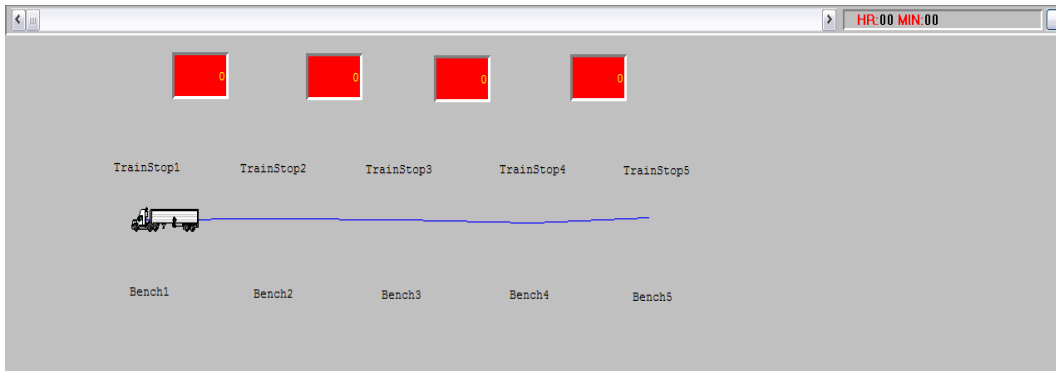 HR:00 MIN:00
0 0 0 0
TrainStop1 TrainStop2 TrainStop3 TrainStop4 TrainStop5
Bench1 Bench2 Bench3 Bench4 Bench5